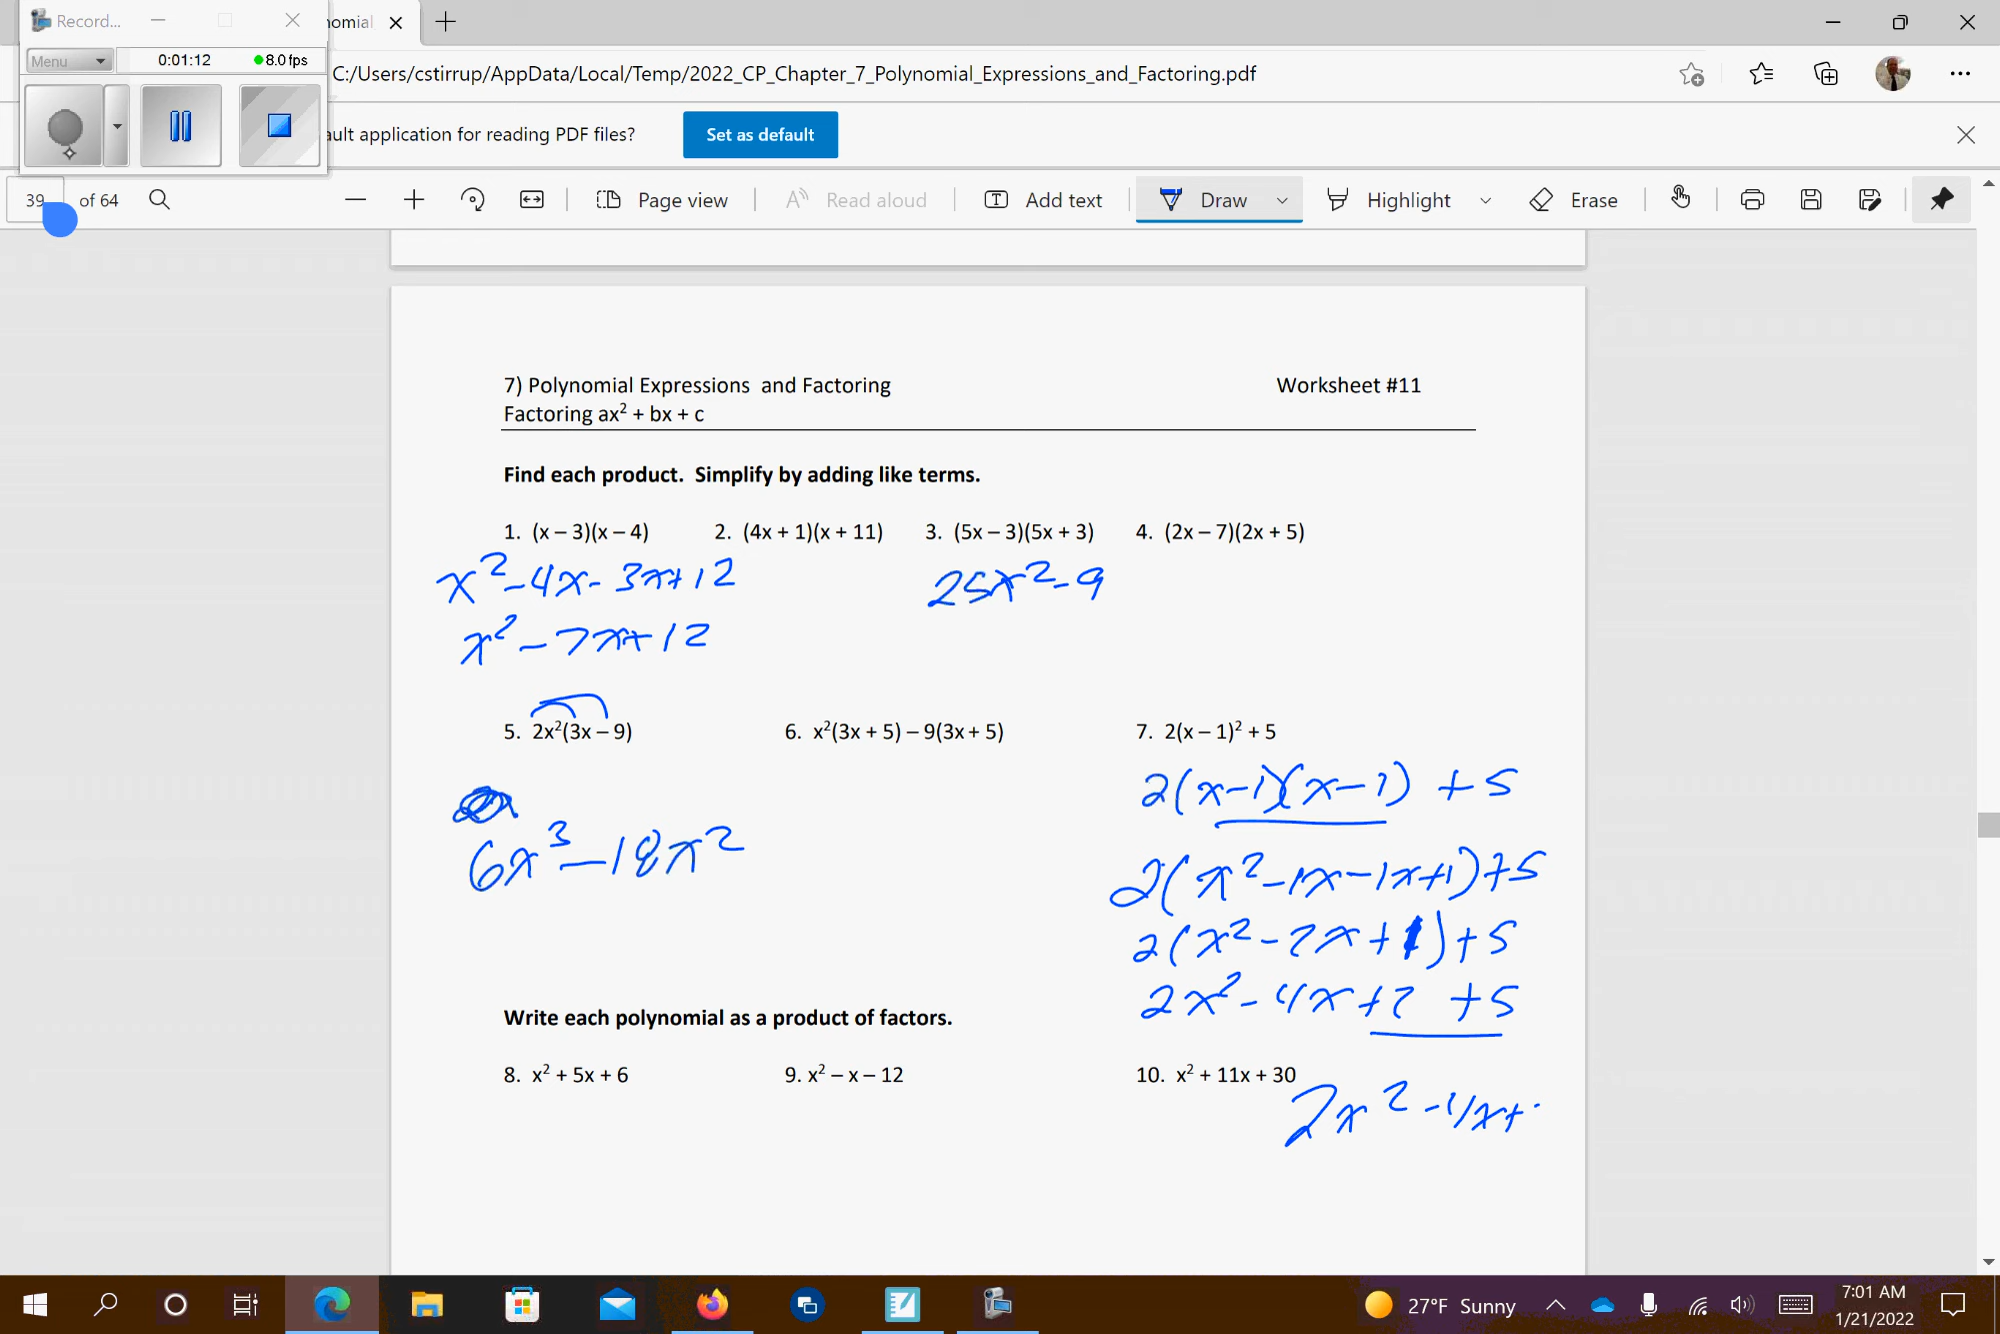 Record...
nomial
Menu
0:01:12
8.0 fps
C:/Users/cstirrup/AppData/Local/Temp/2022_CP_Chapter_7_Polynomial_Expressions_and_Factoring.pdf
ault application for reading PDF files?
Set as default
39 of 64
Page view
Read aloud
Add text
Draw
Highlight
Erase
7) Polynomial Expressions and Factoring
Worksheet #11
Factoring ax² + bx + c
Find each product. Simplify by adding like terms.
1. (x – 3)(x – 4) 2. (4x + 1)(x + 11) 3. (5x – 3)(5x + 3) 4. (2x – 7)(2x + 5)
x² - 4x - 3x + 12
25x² - 9
x² - 7x + 12
5. 2x²(3x – 9) 6. x²(3x + 5) – 9(3x + 5) 7. 2(x – 1)² + 5
2(x-1)(x-1) + 5
6x³ - 18x²
2(x² - 1x - 1x + 1) + 5
2(x² - 2x + 1) + 5
2x² - 4x + 2 + 5
Write each polynomial as a product of factors.
8. x² + 5x + 6 9. x² – x – 12 10. x² + 11x + 30
2x² - 4x +
27°F Sunny
7:01 AM
1/21/2022